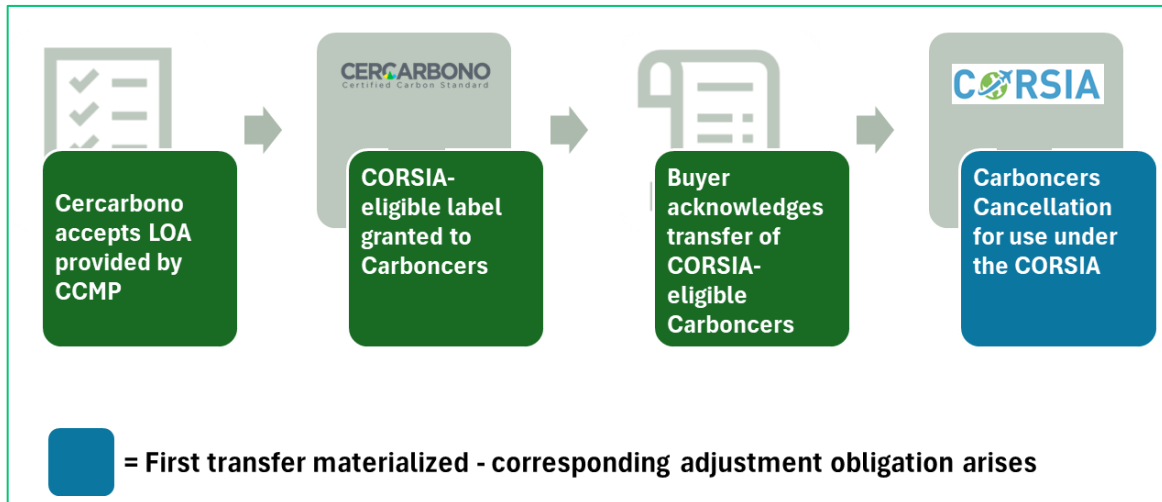 CERCARBONO
Certified Carbon Standard
CORSIA
Cercarbono
accepts LOA
provided by
CCMP
CORSIA-
eligible label
granted to
Carboncers
Buyer
acknowledges
transfer of
CORSIA-
eligible
Carboncers
Carboncers
Cancellation
for use under
the CORSIA
= First transfer materialized - corresponding adjustment obligation arises